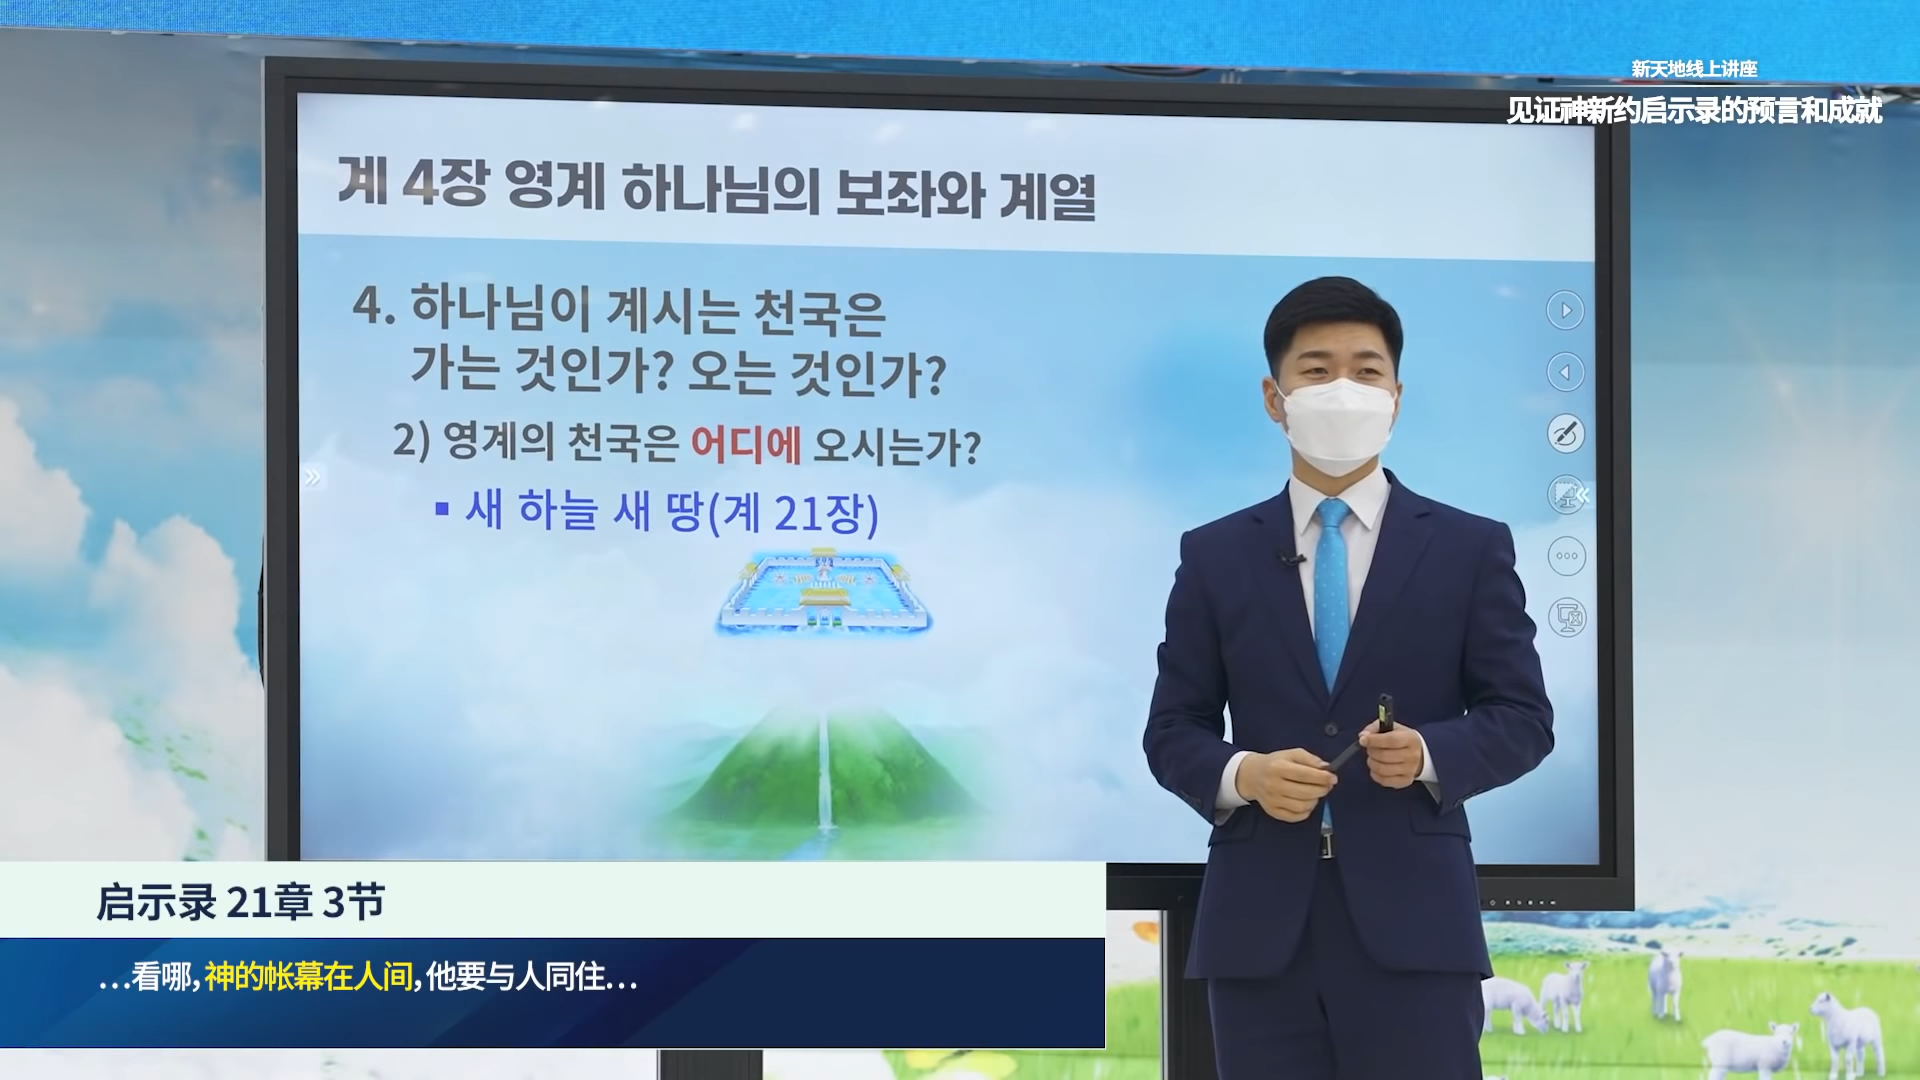 新天地线上讲座
见证神新约启示录的预言和成就
계 4장 영계 하나님의 보좌와 계열
4. 하나님이 계시는 천국은
가는 것인가? 오는 것인가?
2) 영계의 천국은 어디에 오시는가?
▪ 새 하늘 새 땅(계 21장)
启示录 21章 3节
…看哪, 神的帐幕在人间, 他要与人同住…